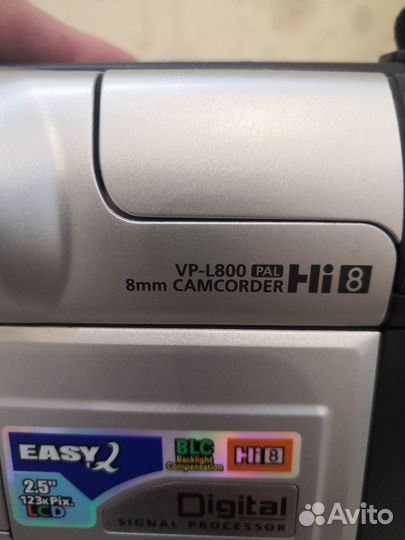 VP-L800 PAL
8mm CAMCORDER Hi8
EASY Q
BLC
Backlight
Compensation
Hi8
2.5"
123K Pix.
LCD
Digital
SIGNAL PROCESSOR
Avito